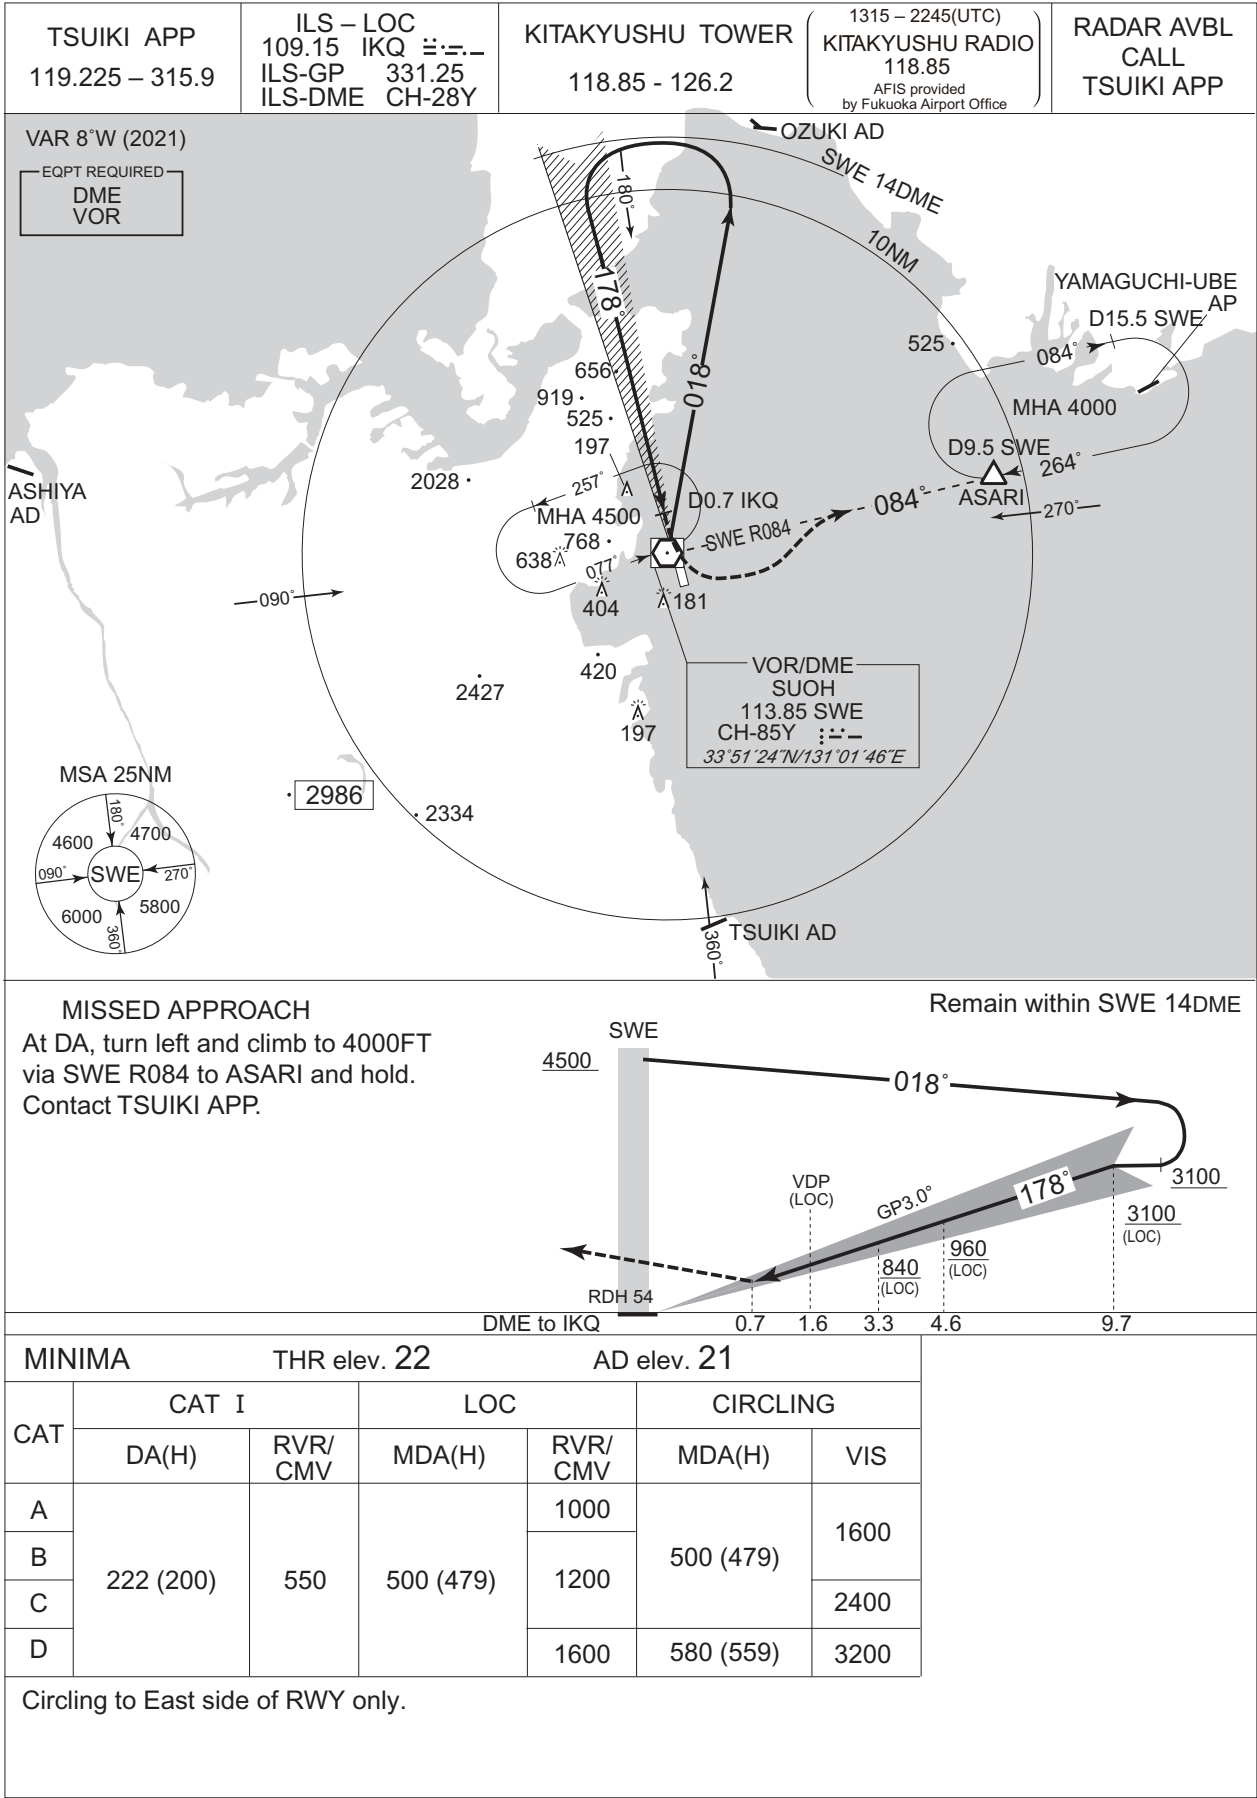 TSUIKI APP
119.225 – 315.9
ILS – LOC
109.15 IKQ
ILS-GP 331.25
ILS-DME CH-28Y
KITAKYUSHU TOWER
118.85 - 126.2
1315 – 2245(UTC)
KITAKYUSHU RADIO
118.85
AFIS provided
by Fukuoka Airport Office
RADAR AVBL
CALL
TSUIKI APP
VAR 8°W (2021)
EQPT REQUIRED
DME
VOR
OZUKI AD
SWE 14DME
180°
10NM
YAMAGUCHI-UBE
AP
D15.5 SWE
178°
525
084°
656
018°
919
MHA 4000
525
197
D9.5 SWE
264°
ASHIYA
AD
2028
257°
D0.7 IKQ
084°
ASARI
MHA 4500
270°
768
SWE R084
638
077°
090°
404
181
420
2427
197
VOR/DME
SUOH
113.85 SWE
CH-85Y
33°51´24˝N/131°01´46˝E
MSA 25NM
2986
2334
180°
4600
4700
090°
SWE
270°
6000
5800
360°
TSUIKI AD
360°
MISSED APPROACH
At DA, turn left and climb to 4000FT
via SWE R084 to ASARI and hold.
Contact TSUIKI APP.
Remain within SWE 14DME
SWE
4500
018°
VDP
(LOC)
GP3.0°
178°
3100
3100
(LOC)
960
(LOC)
840
(LOC)
RDH 54
DME to IKQ 0.7 1.6 3.3 4.6 9.7
MINIMA THR elev. 22 AD elev. 21
CAT
CAT I
LOC
CIRCLING
DA(H)
RVR/
CMV
MDA(H)
RVR/
CMV
MDA(H)
VIS
A
B
C
D
222 (200)
550
500 (479)
1000
1200
1600
500 (479)
580 (559)
1600
2400
3200
Circling to East side of RWY only.